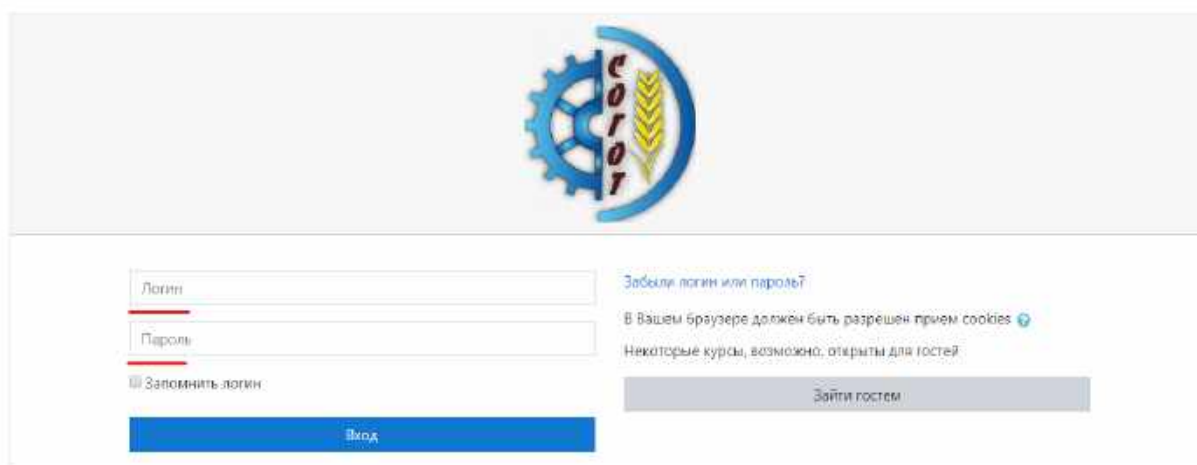 СОГОТ
Логин
Пароль
Запомнить логин
Вход
Забыли логин или пароль?
В Вашем браузере должен быть разрешен прием cookies
Некоторые курсы, возможно, открыты для гостей
Зайти гостем